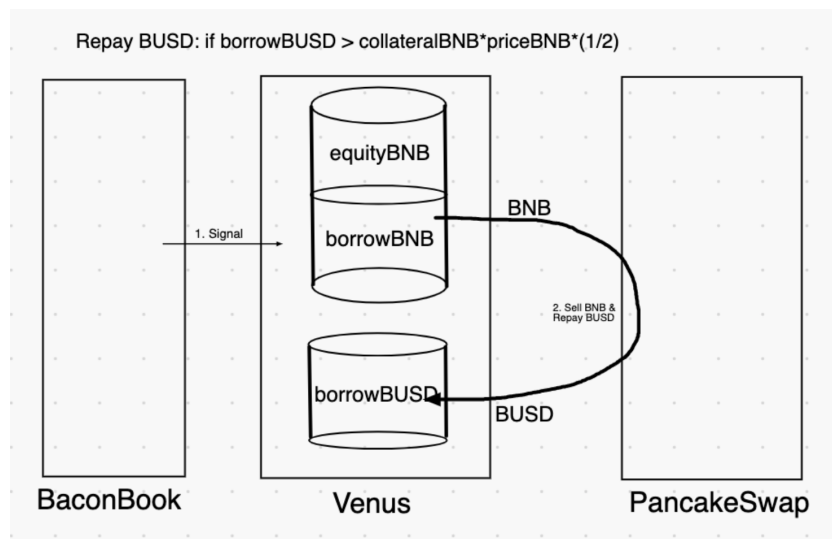 Repay BUSD: if borrowBUSD > collateralBNB*priceBNB*(1/2)
equityBNB
BNB
1. Signal
borrowBNB
2. Sell BNB &
Repay BUSD
borrowBUSD
BUSD
BaconBook
Venus
PancakeSwap